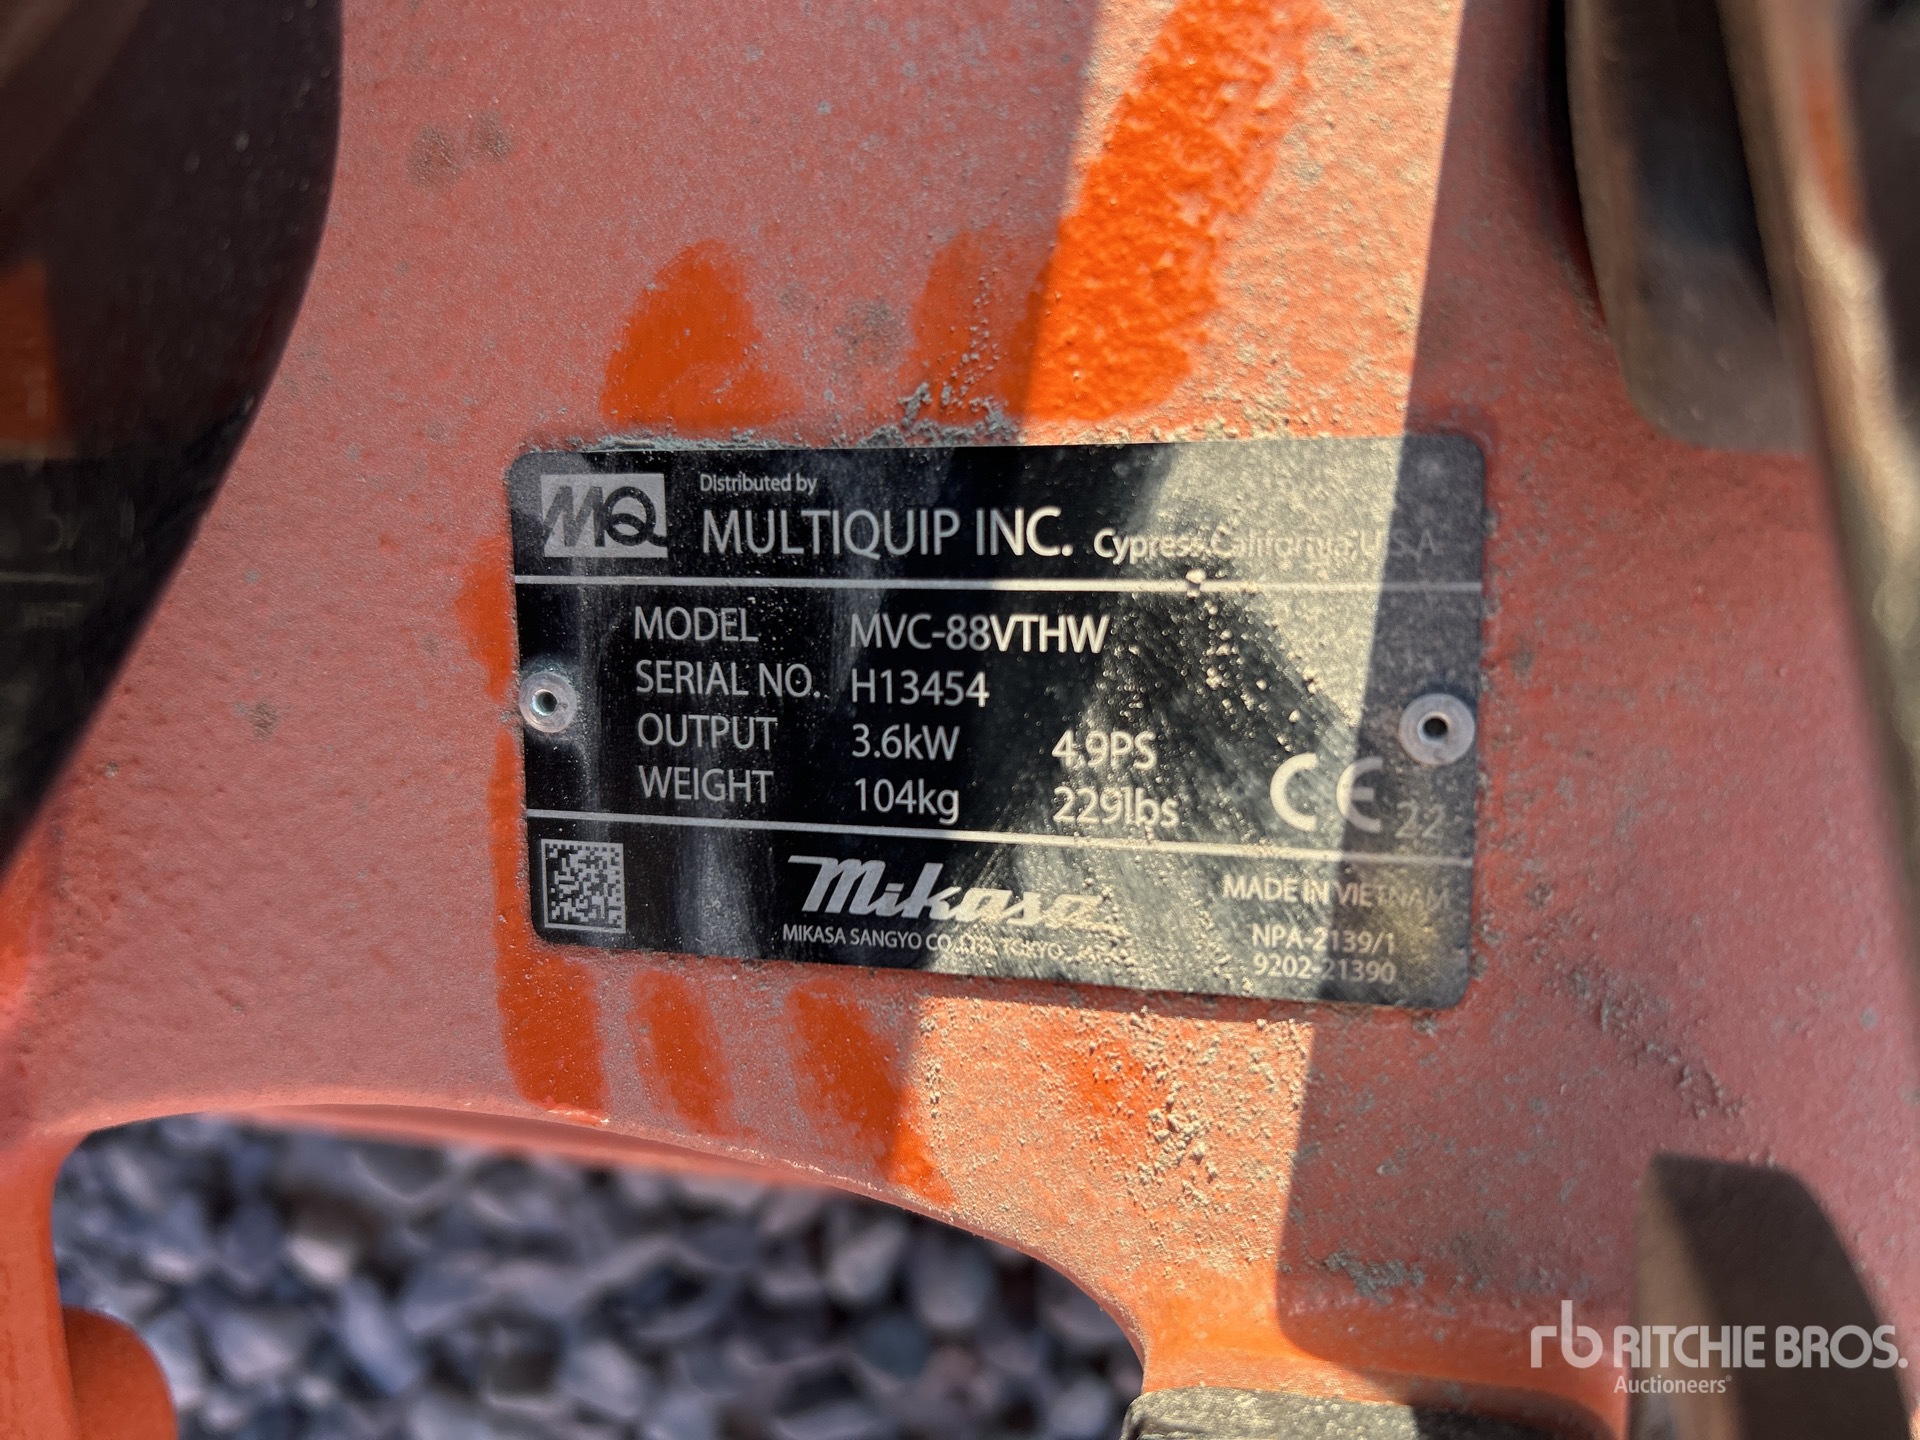 MQ
Distributed by
MULTIQUIP INC. Cypress, California, U.S.A.
MODEL MVC-88VTHW
SERIAL NO. H13454
OUTPUT 3.6kW 4.9PS
WEIGHT 104kg 229lbs
CE 22
Mikasa
MIKASA SANGYO CO.,LTD. TOKYO, JAPAN
MADE IN VIETNAM
NPA-2139/1
9202-21390
rb RITCHIE BROS.
Auctioneers